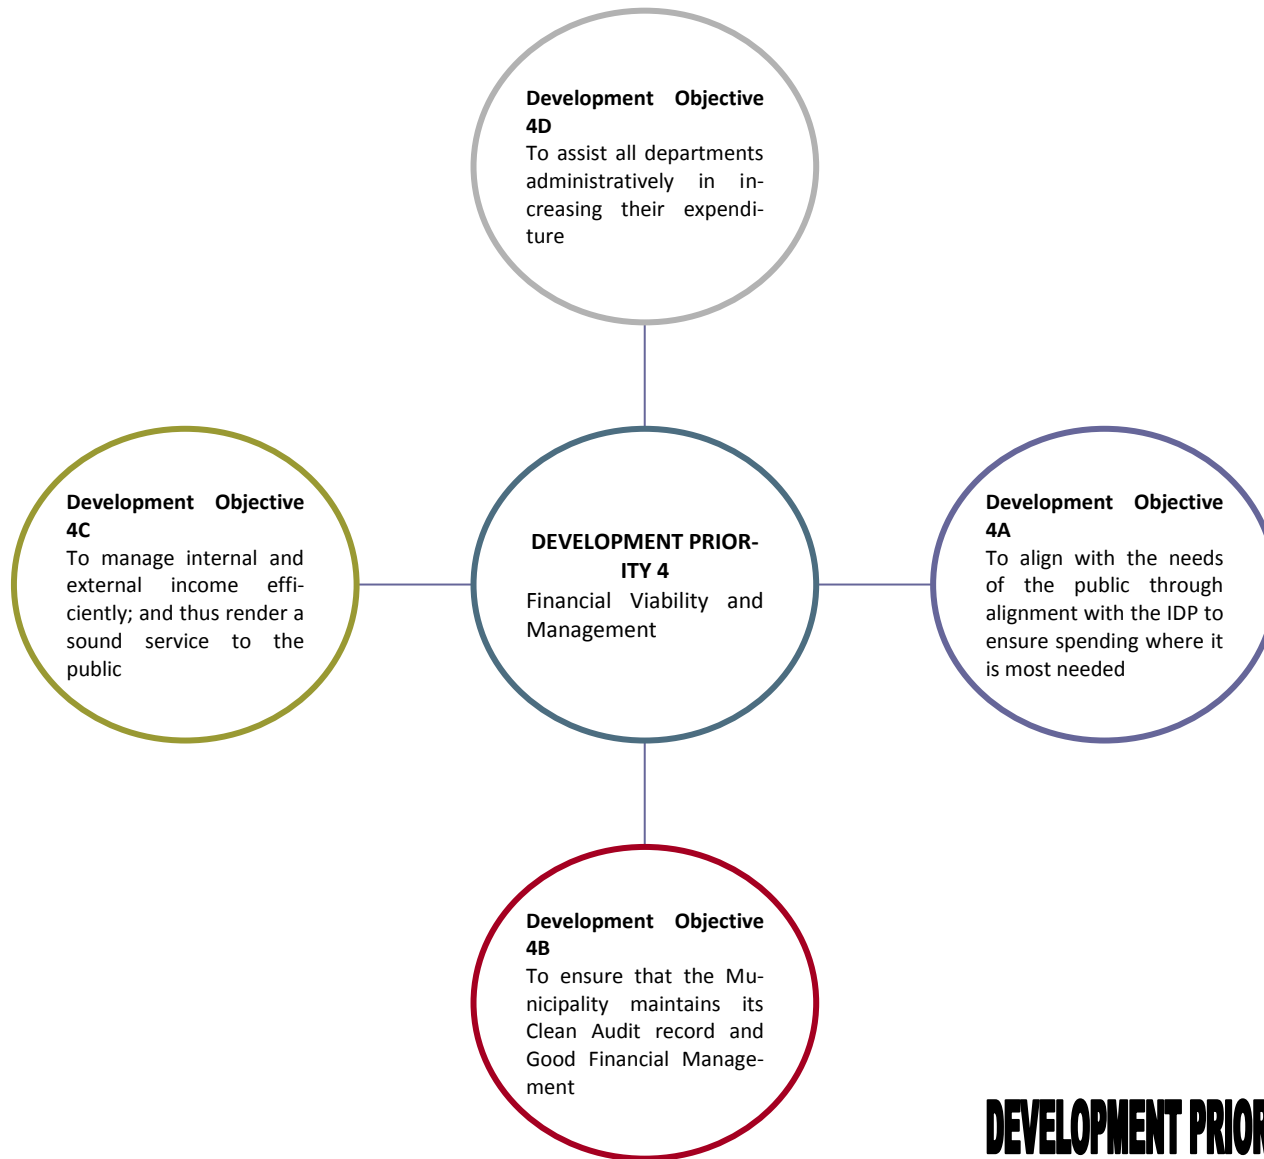 Development Objective
4D
To assist all departments
administratively in in-
creasing their expendi-
ture
Development Objective
4C
To manage internal and
external income effi-
ciently; and thus render a
sound service to the
public
DEVELOPMENT PRIOR-
ITY 4
Financial Viability and
Management
Development Objective
4A
To align with the needs
of the public through
alignment with the IDP to
ensure spending where it
is most needed
Development Objective
4B
To ensure that the Mu-
nicipality maintains its
Clean Audit record and
Good Financial Manage-
ment
DEVELOPMENT PRIOR